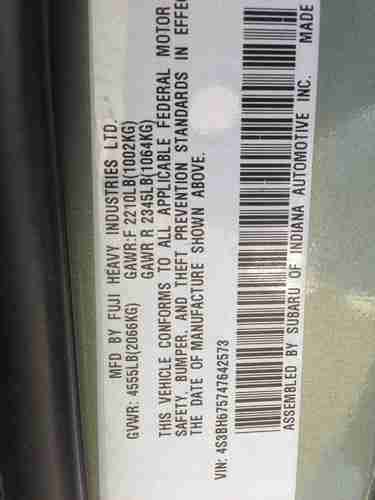 MFD BY FUJI HEAVY INDUSTRIES LTD.
GVWR: 4555LB(2066KG) GAWR:F 2210LB(1002KG)
GAWR R 2345LB(1064KG)
THIS VEHICLE CONFORMS TO ALL APPLICABLE FEDERAL MOTOR
SAFETY, BUMPER, AND THEFT PREVENTION STANDARDS IN EFFE
THE DATE OF MANUFACTURE SHOWN ABOVE.
VIN: 4S3BH675747642573
ASSEMBLED BY SUBARU OF INDIANA AUTOMOTIVE INC. MADE